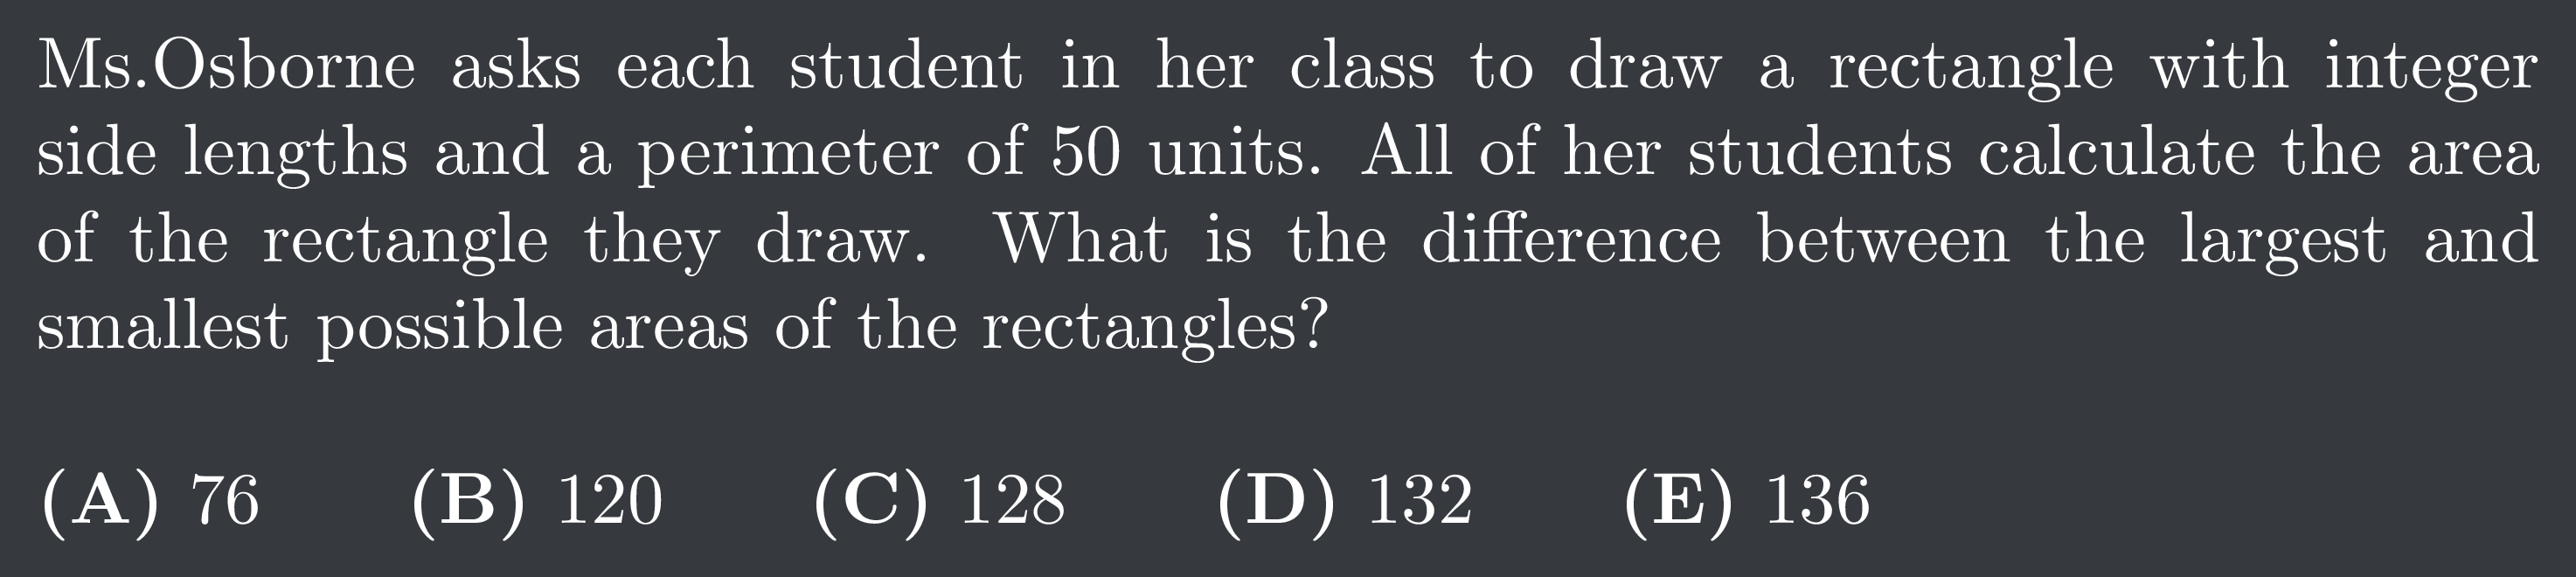 Ms.Osborne asks each student in her class to draw a rectangle with integer
side lengths and a perimeter of 50 units. All of her students calculate the area
of the rectangle they draw. What is the difference between the largest and
smallest possible areas of the rectangles?
(A) 76 (B) 120 (C) 128 (D) 132 (E) 136